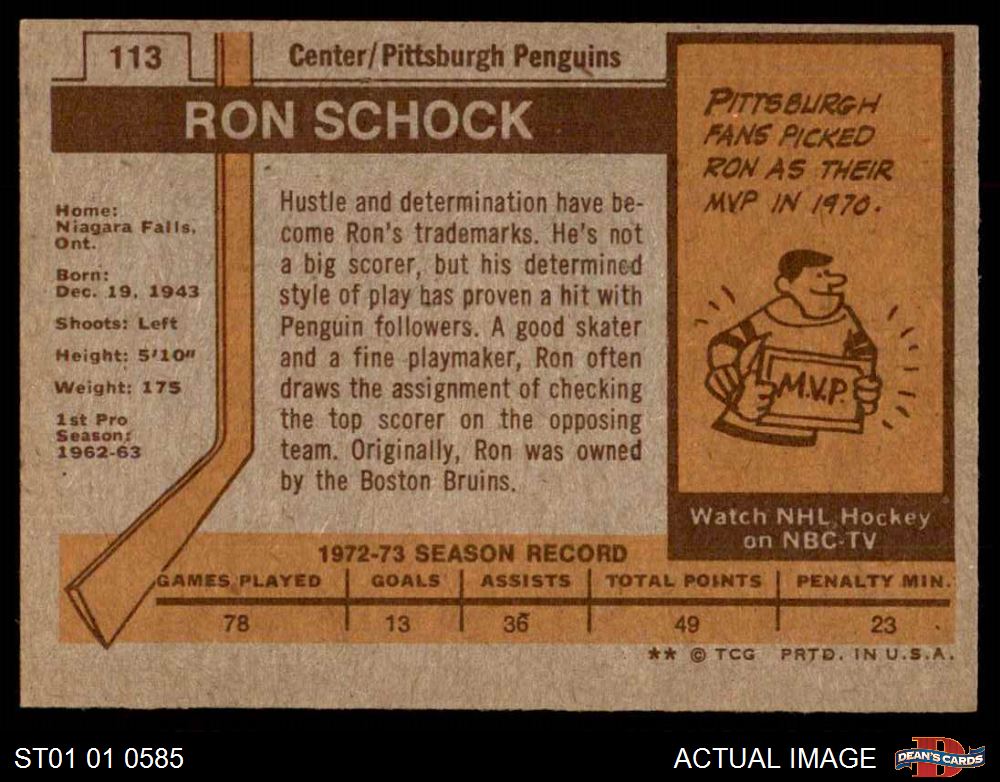 113
Center/Pittsburgh Penguins
RON SCHOCK
Home:
Niagara Falls,
Ont.
Born:
Dec. 19, 1943
Shoots: Left
Height: 5'10"
Weight: 175
1st Pro
Season:
1962-63
Hustle and determination have be-
come Ron's trademarks. He's not
a big scorer, but his determined
style of play has proven a hit with
Penguin followers. A good skater
and a fine playmaker, Ron often
draws the assignment of checking
the top scorer on the opposing
team. Originally, Ron was owned
by the Boston Bruins.
PITTSBURGH
FANS PICKED
RON AS THEIR
MVP IN 1970.
M.V.P.
Watch NHL Hockey
on NBC-TV
1972-73 SEASON RECORD
GAMES PLAYED GOALS ASSISTS TOTAL POINTS PENALTY MIN.
78 13 36 49 23
** © TCG PRTD. IN U.S.A.
ST01 01 0585
ACTUAL IMAGE
D
DEAN'S CARDS